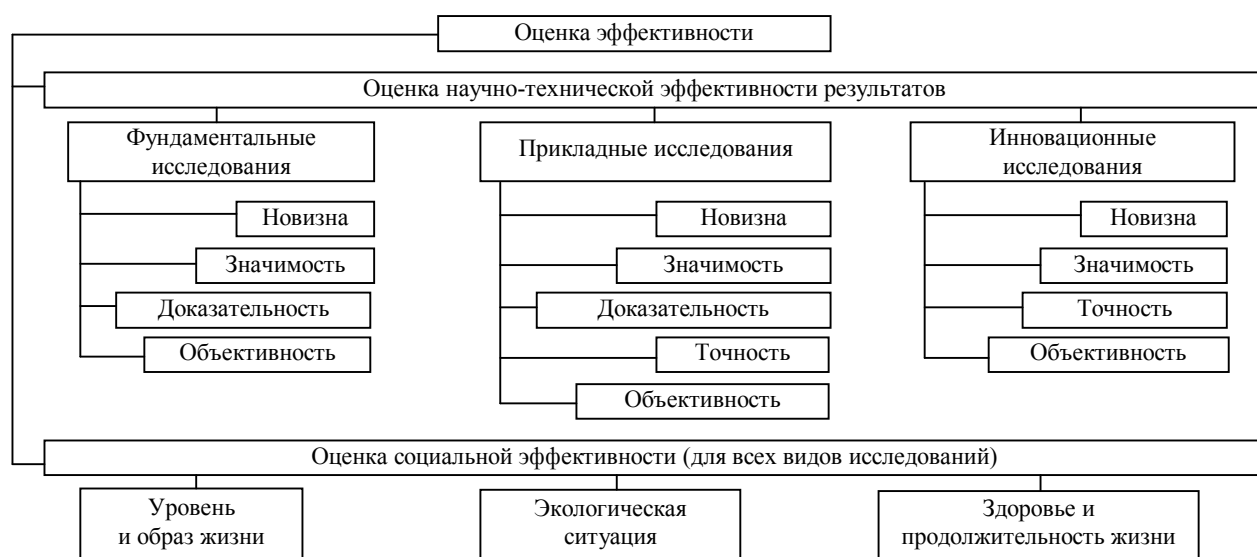 Оценка эффективности
Оценка научно-технической эффективности результатов
Фундаментальные
исследования
Новизна
Значимость
Доказательность
Объективность
Прикладные исследования
Новизна
Значимость
Доказательность
Точность
Объективность
Инновационные
исследования
Новизна
Значимость
Точность
Объективность
Оценка социальной эффективности (для всех видов исследований)
Уровень
и образ жизни
Экологическая
ситуация
Здоровье и
продолжительность жизни